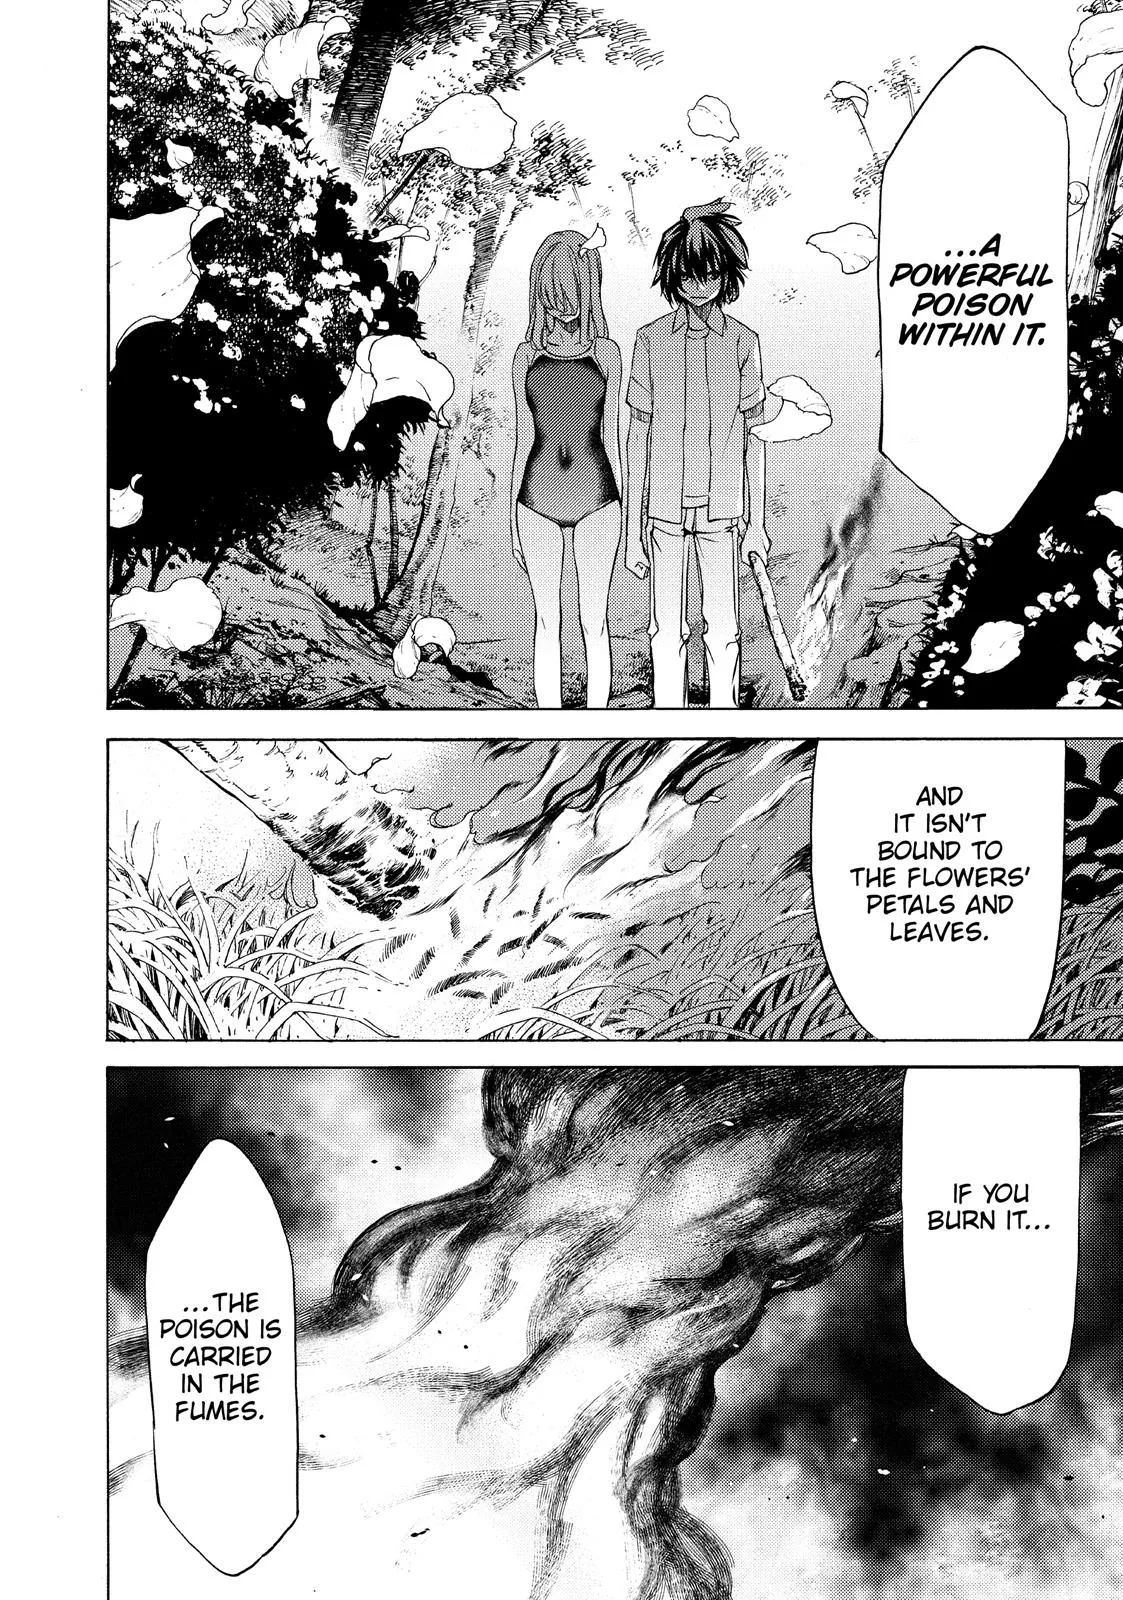 ...A
POWERFUL
POISON
WITHIN IT.
AND
IT ISN'T
BOUND TO
THE FLOWERS'
PETALS AND
LEAVES.
IF YOU
BURN IT...
...THE
POISON IS
CARRIED
IN THE
FUMES.